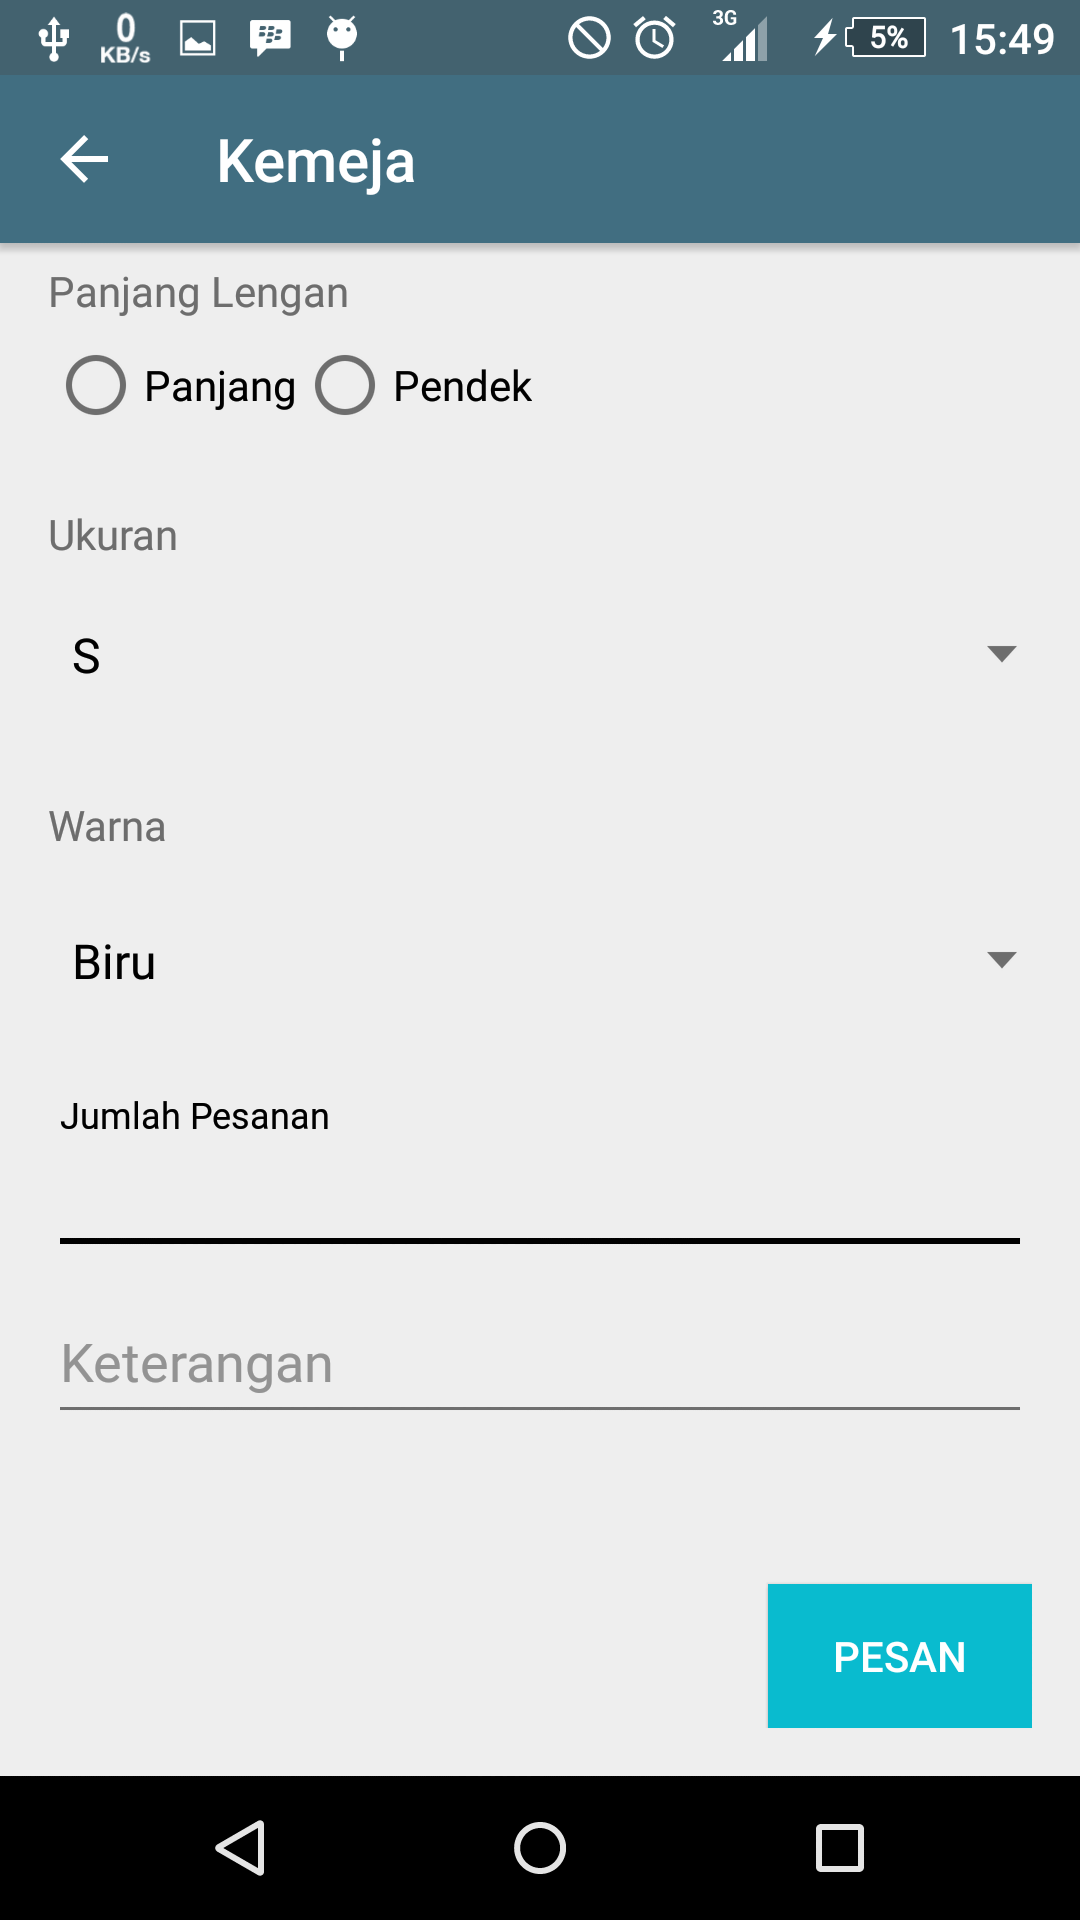 0 KB/s 3G 5% 15:49
Kemeja
Panjang Lengan
Panjang Pendek
Ukuran
S
Warna
Biru
Jumlah Pesanan
Keterangan
PESAN